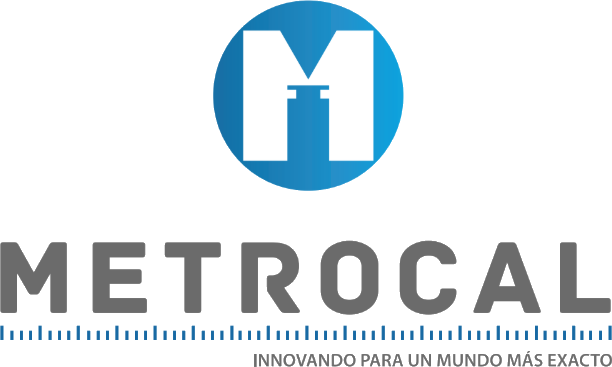 M
METROCAL
INNOVANDO PARA UN MUNDO MÁS EXACTO